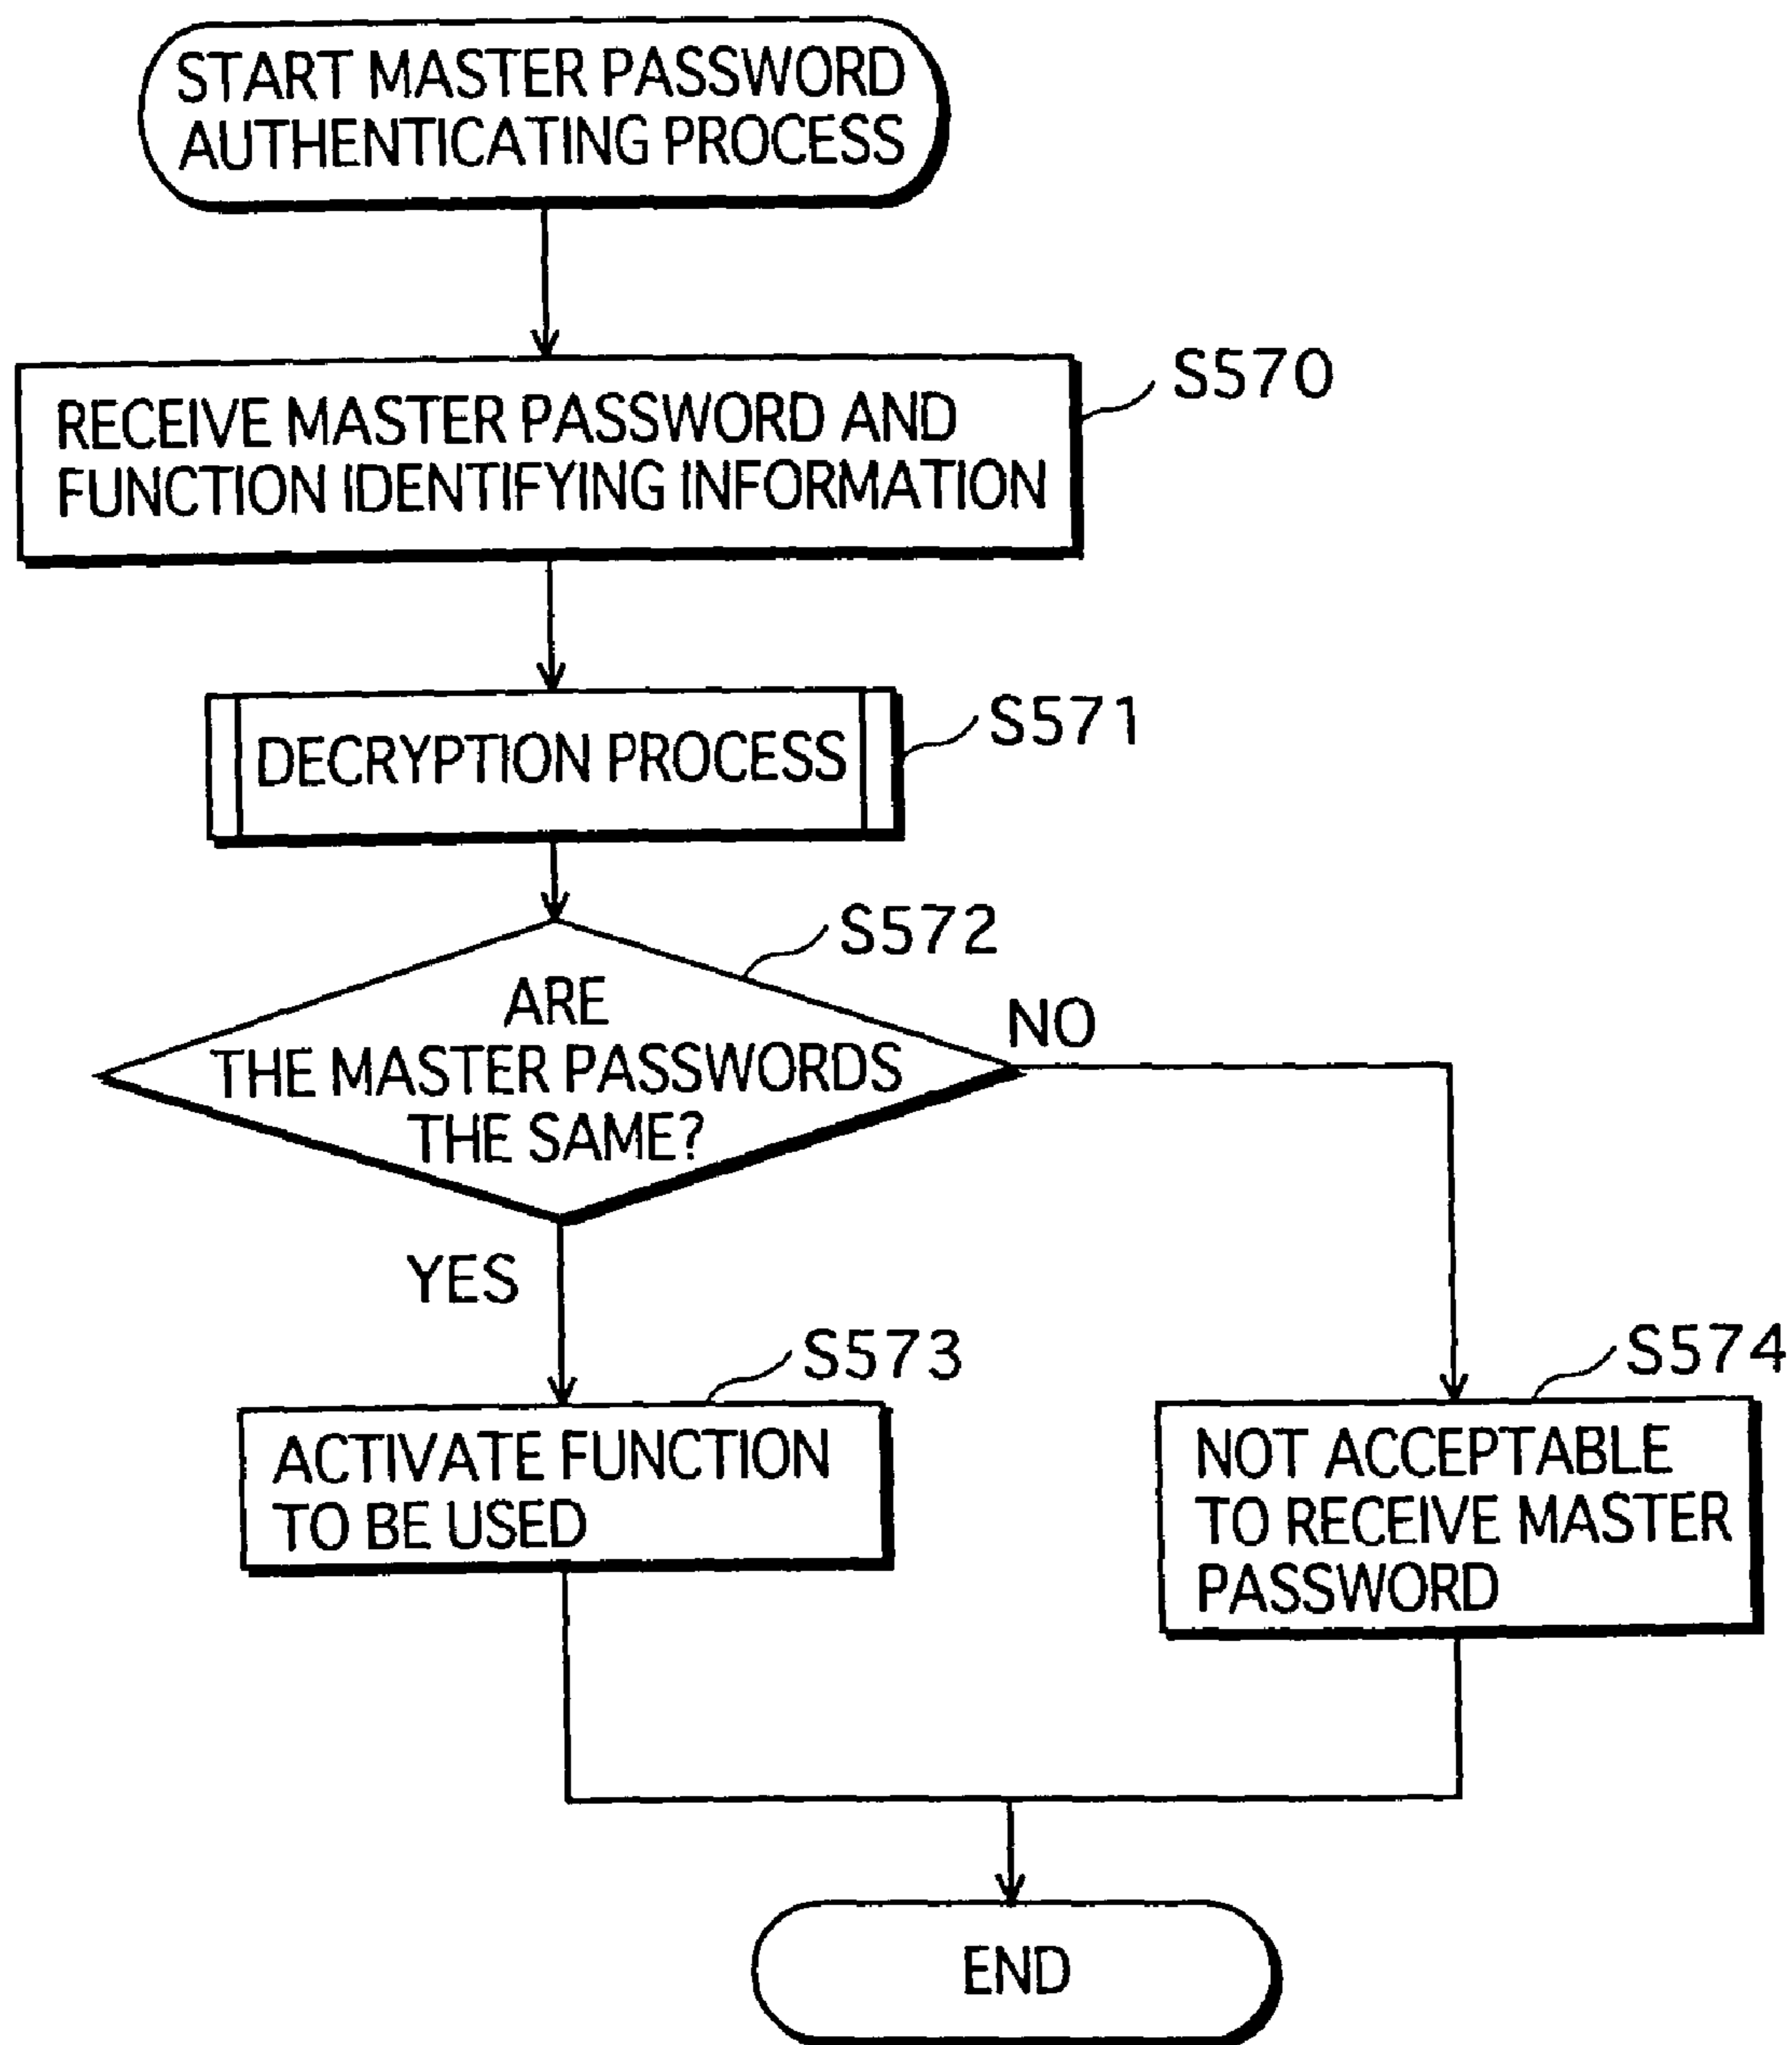 START MASTER PASSWORD
AUTHENTICATING PROCESS
S570
RECEIVE MASTER PASSWORD AND
FUNCTION IDENTIFYING INFORMATION
S571
DECRYPTION PROCESS
S572
ARE
THE MASTER PASSWORDS
THE SAME?
NO
YES
S573
ACTIVATE FUNCTION
TO BE USED
S574
NOT ACCEPTABLE
TO RECEIVE MASTER
PASSWORD
END